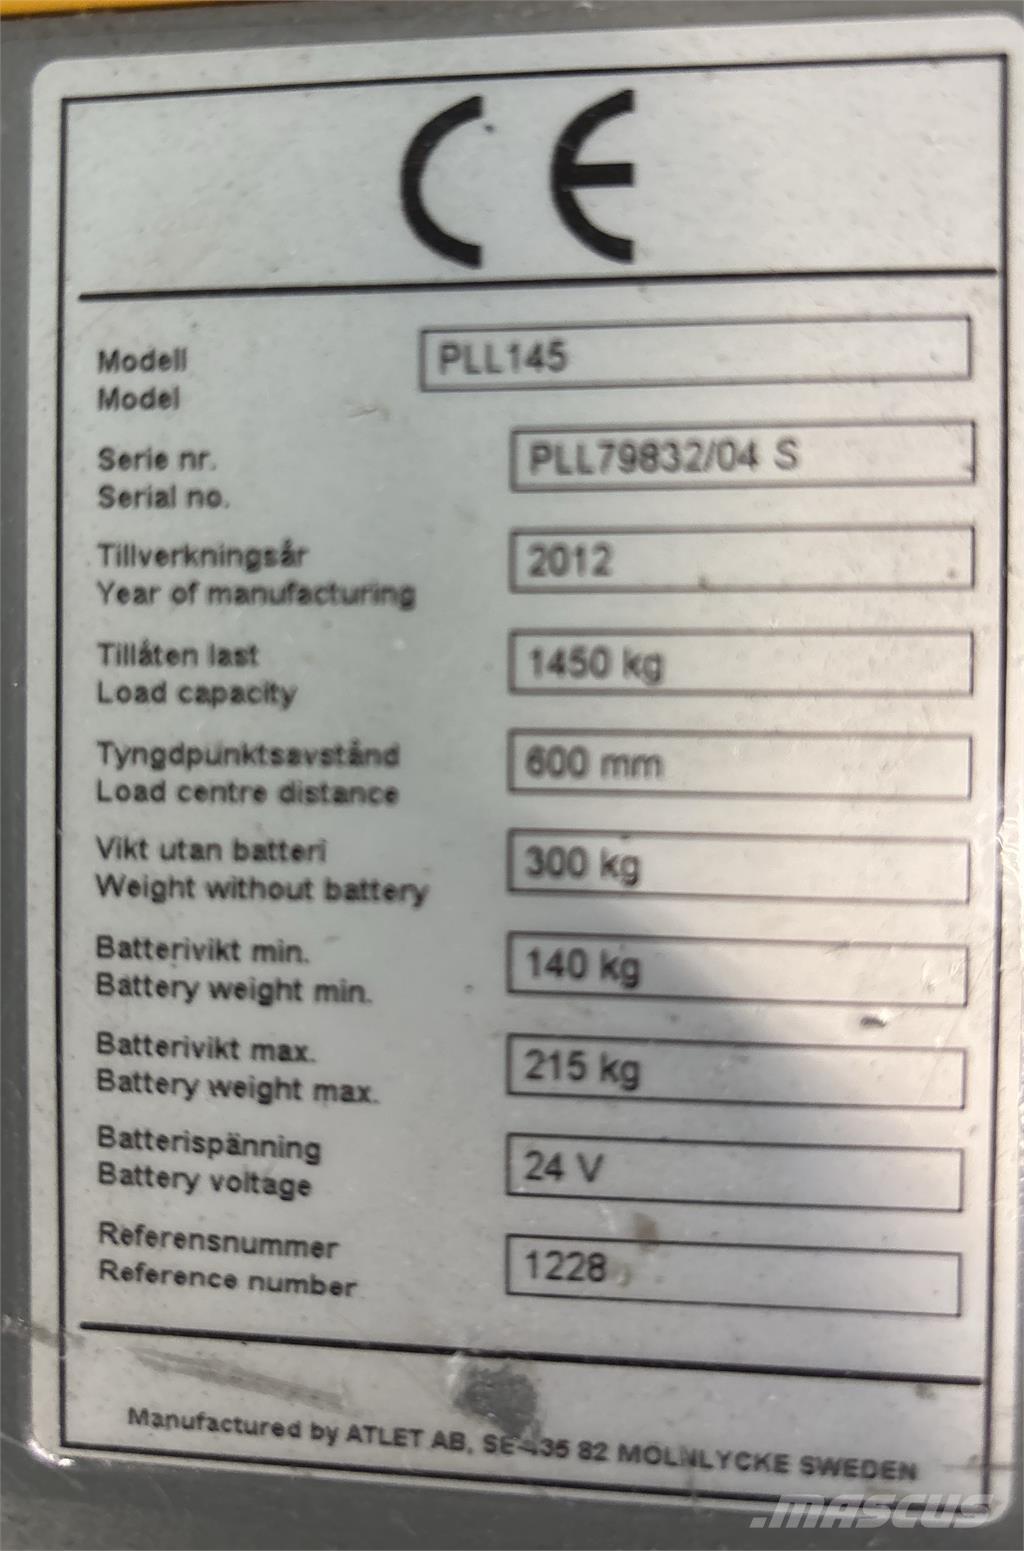 CE
Modell PLL145
Model
Serie nr. PLL79832/04 S
Serial no.
Tillverkningsår 2012
Year of manufacturing
Tillåten last 1450 kg
Load capacity
Tyngdpunktsavstånd 600 mm
Load centre distance
Vikt utan batteri 300 kg
Weight without battery
Batterivikt min. 140 kg
Battery weight min.
Batterivikt max. 215 kg
Battery weight max.
Batterispänning 24 V
Battery voltage
Referensnummer 1228
Reference number
Manufactured by ATLET AB, SE-435 82 MOLNLYCKE SWEDEN
.mascus